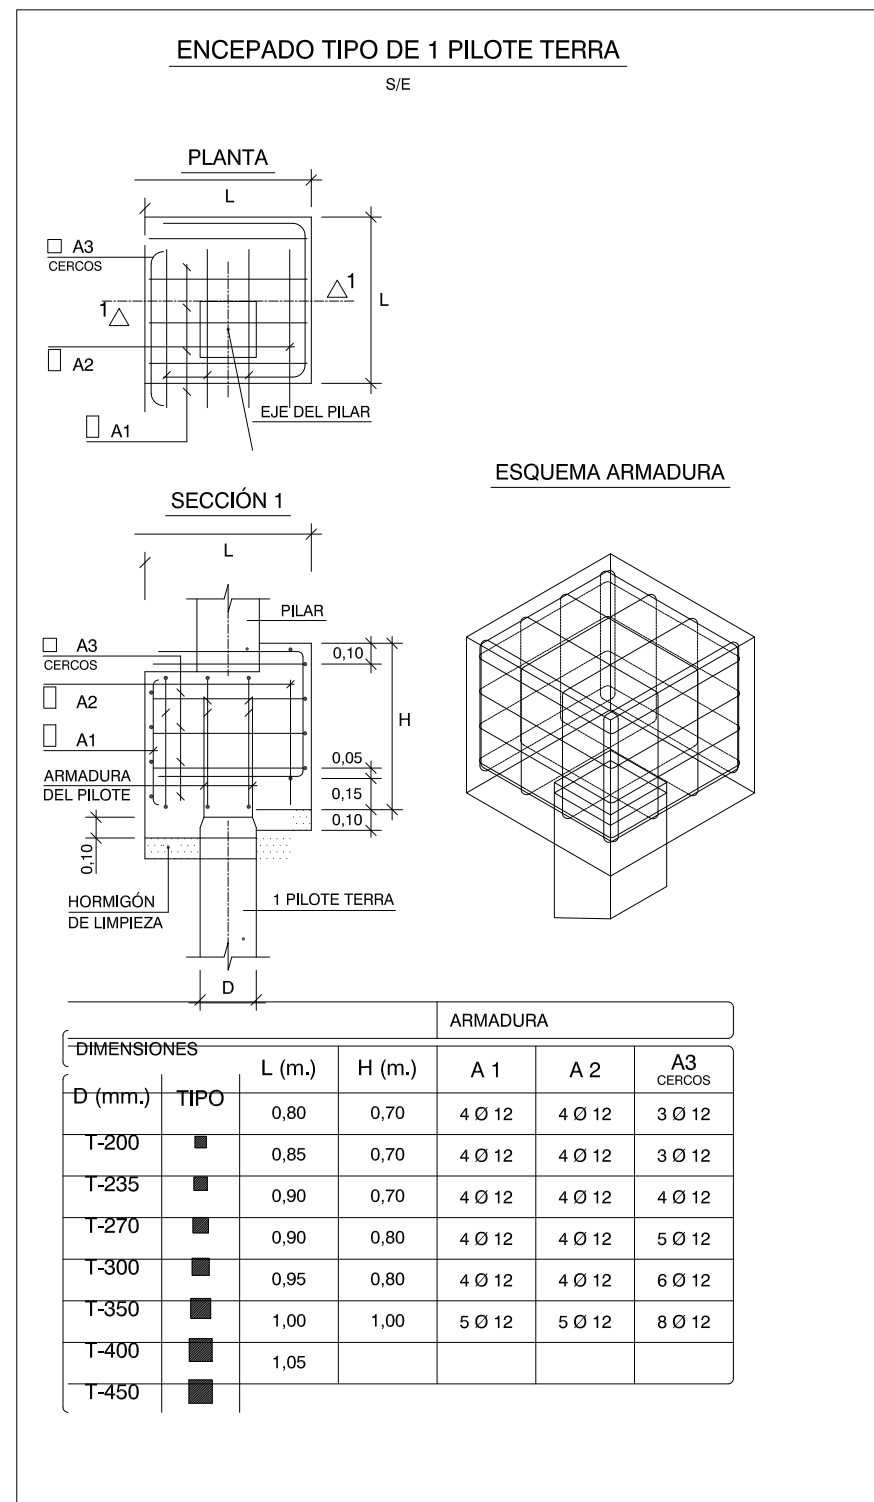 ENCEPADO TIPO DE 1 PILOTE TERRA
S/E
PLANTA
L
A3
CERCOS
1
1
L
A2
EJE DEL PILAR
A1
ESQUEMA ARMADURA
SECCIÓN 1
L
PILAR
A3
CERCOS
0,10
A2
H
A1
0,05
ARMADURA
DEL PILOTE
0,15
0,10
0,10
HORMIGÓN
DE LIMPIEZA
1 PILOTE TERRA
D
ARMADURA
DIMENSIONES
L (m.) H (m.) A 1 A 2 A3
CERCOS
D (mm.) TIPO
0,80 0,70 4 Ø 12 4 Ø 12 3 Ø 12
T-200
0,85 0,70 4 Ø 12 4 Ø 12 3 Ø 12
T-235
0,90 0,70 4 Ø 12 4 Ø 12 4 Ø 12
T-270
0,90 0,80 4 Ø 12 4 Ø 12 5 Ø 12
T-300
0,95 0,80 4 Ø 12 4 Ø 12 6 Ø 12
T-350
1,00 1,00 5 Ø 12 5 Ø 12 8 Ø 12
T-400
1,05
T-450